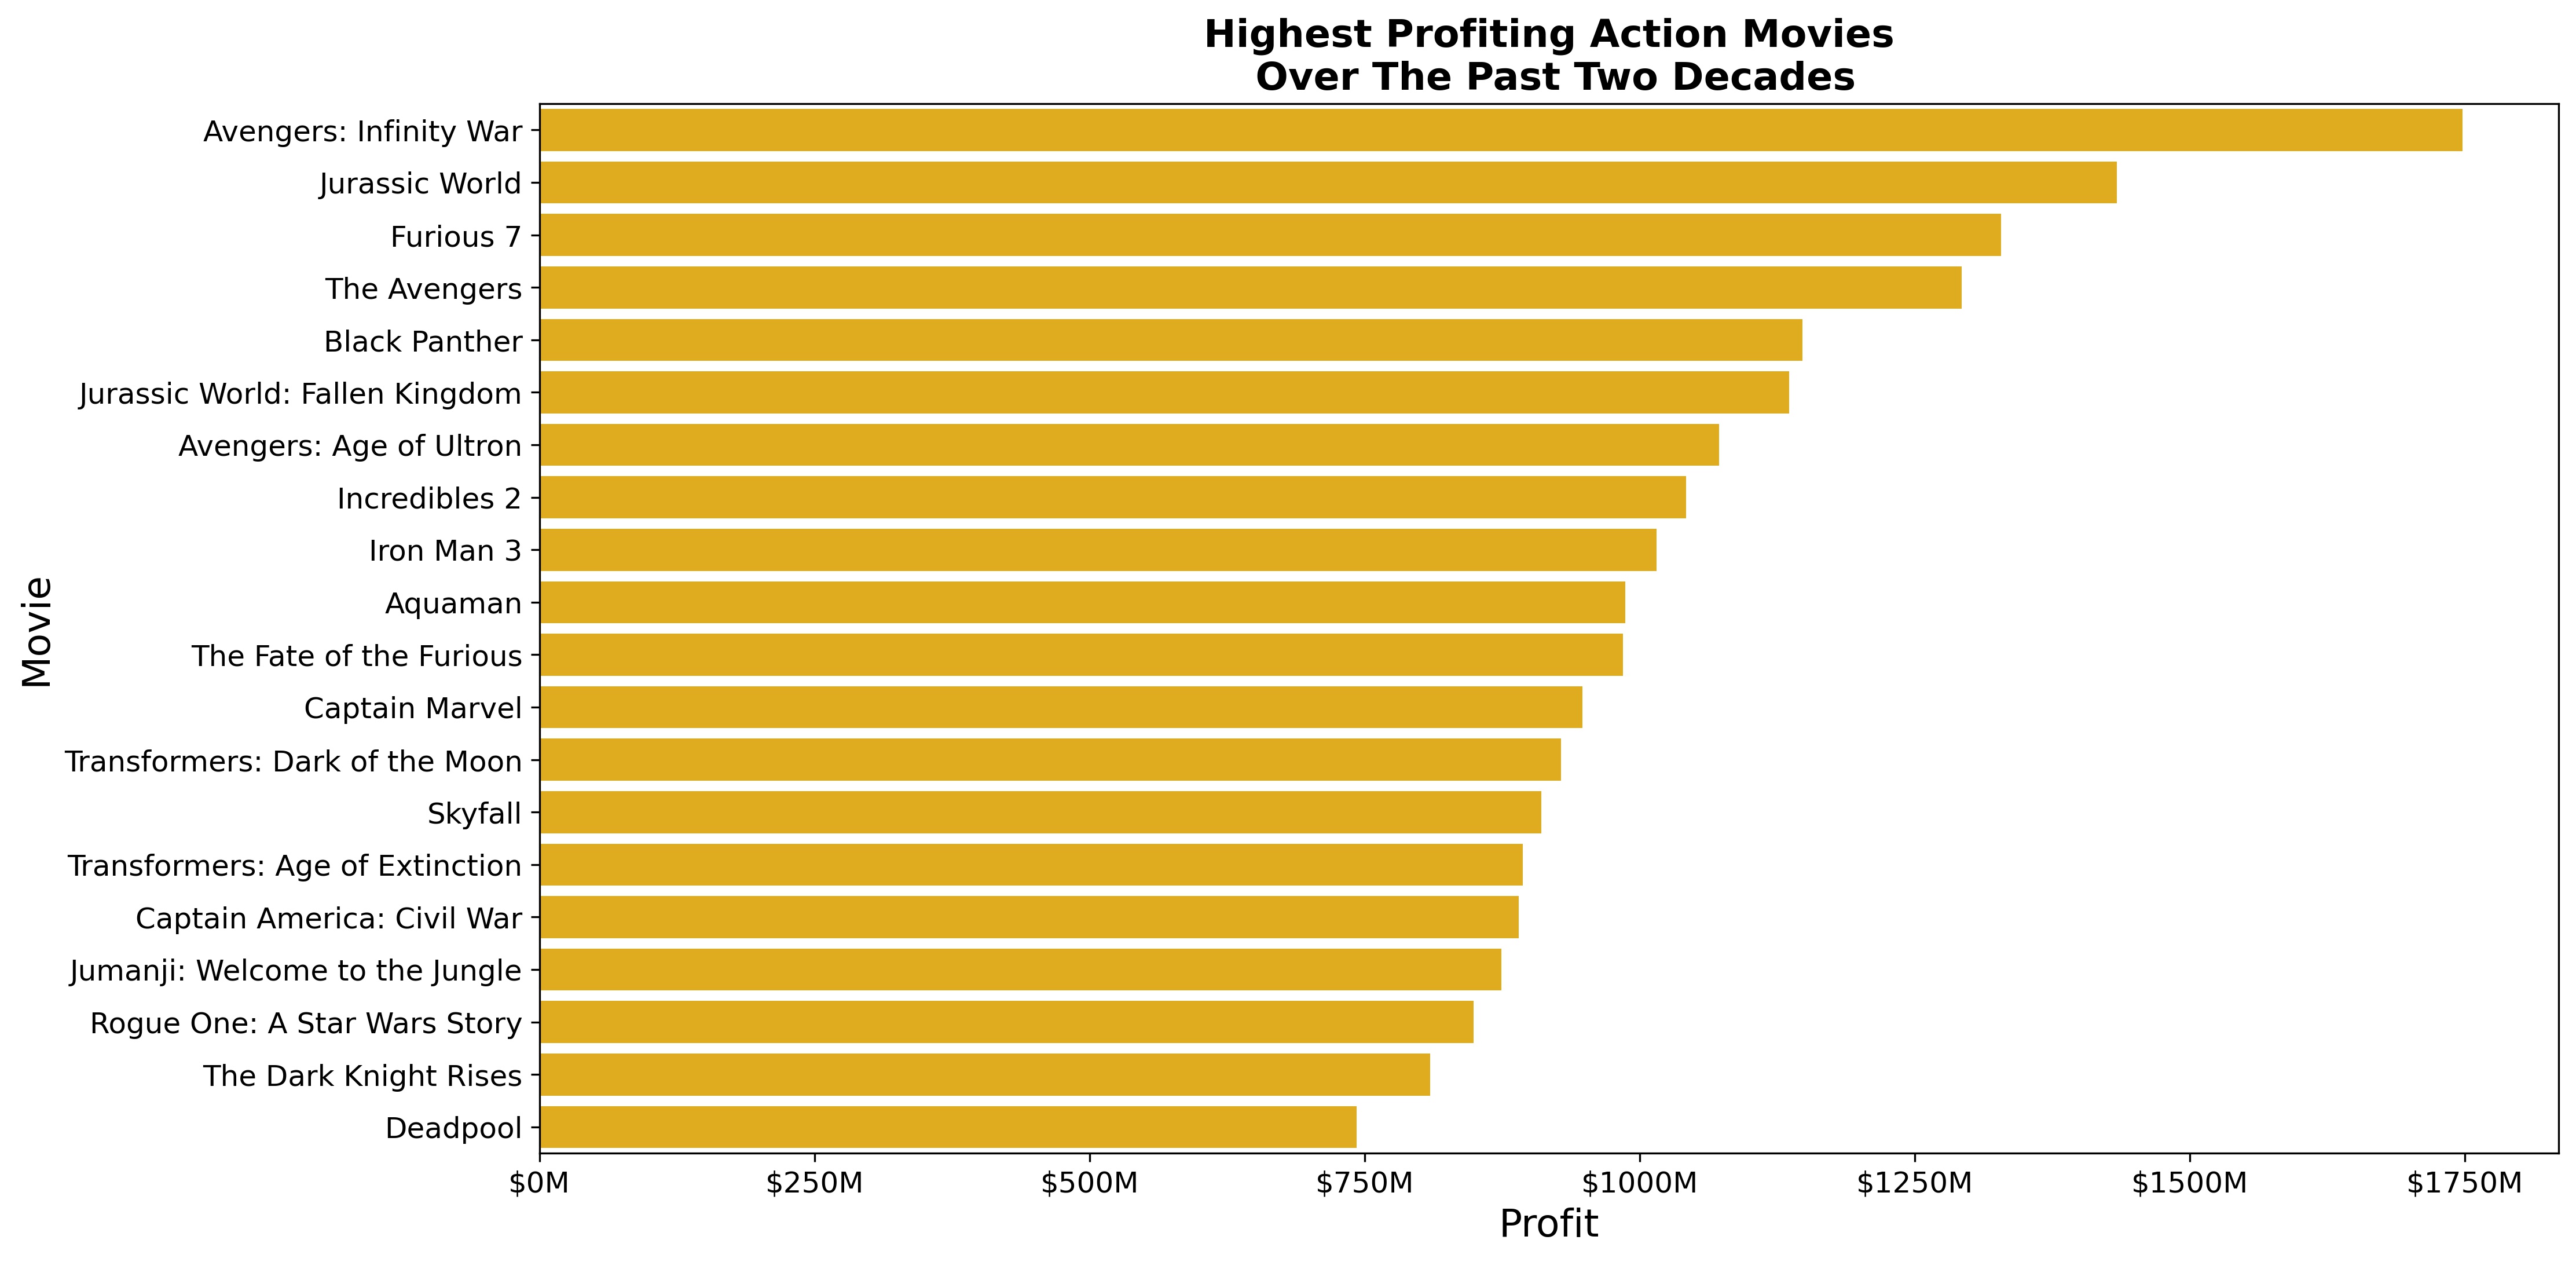 Highest Profiting Action Movies
Over The Past Two Decades
Movie
Avengers: Infinity War
Jurassic World
Furious 7
The Avengers
Black Panther
Jurassic World: Fallen Kingdom
Avengers: Age of Ultron
Incredibles 2
Iron Man 3
Aquaman
The Fate of the Furious
Captain Marvel
Transformers: Dark of the Moon
Skyfall
Transformers: Age of Extinction
Captain America: Civil War
Jumanji: Welcome to the Jungle
Rogue One: A Star Wars Story
The Dark Knight Rises
Deadpool
$0M $250M $500M $750M $1000M $1250M $1500M $1750M
Profit